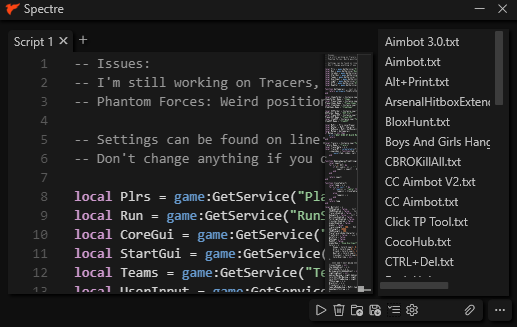 Spectre
Script 1
1 -- Issues:
2 -- I'm still working on Tracers,
3 -- Phantom Forces: Weird position
4
5 -- Settings can be found on line
6 -- Don't change anything if you
7
8 local Plrs = game:GetService("Pla
9 local Run = game:GetService("RunS
10 local CoreGui = game:GetService("
11 local StartGui = game:GetService(
12 local Teams = game:GetService("Te
13 local UserInput = game:GetService
Aimbot 3.0.txt
Aimbot.txt
Alt+Print.txt
ArsenalHitboxExtend
BloxHunt.txt
Boys And Girls Hang
CBROKillAll.txt
CC Aimbot V2.txt
CC Aimbot.txt
Click TP Tool.txt
CocoHub.txt
CTRL+Del.txt